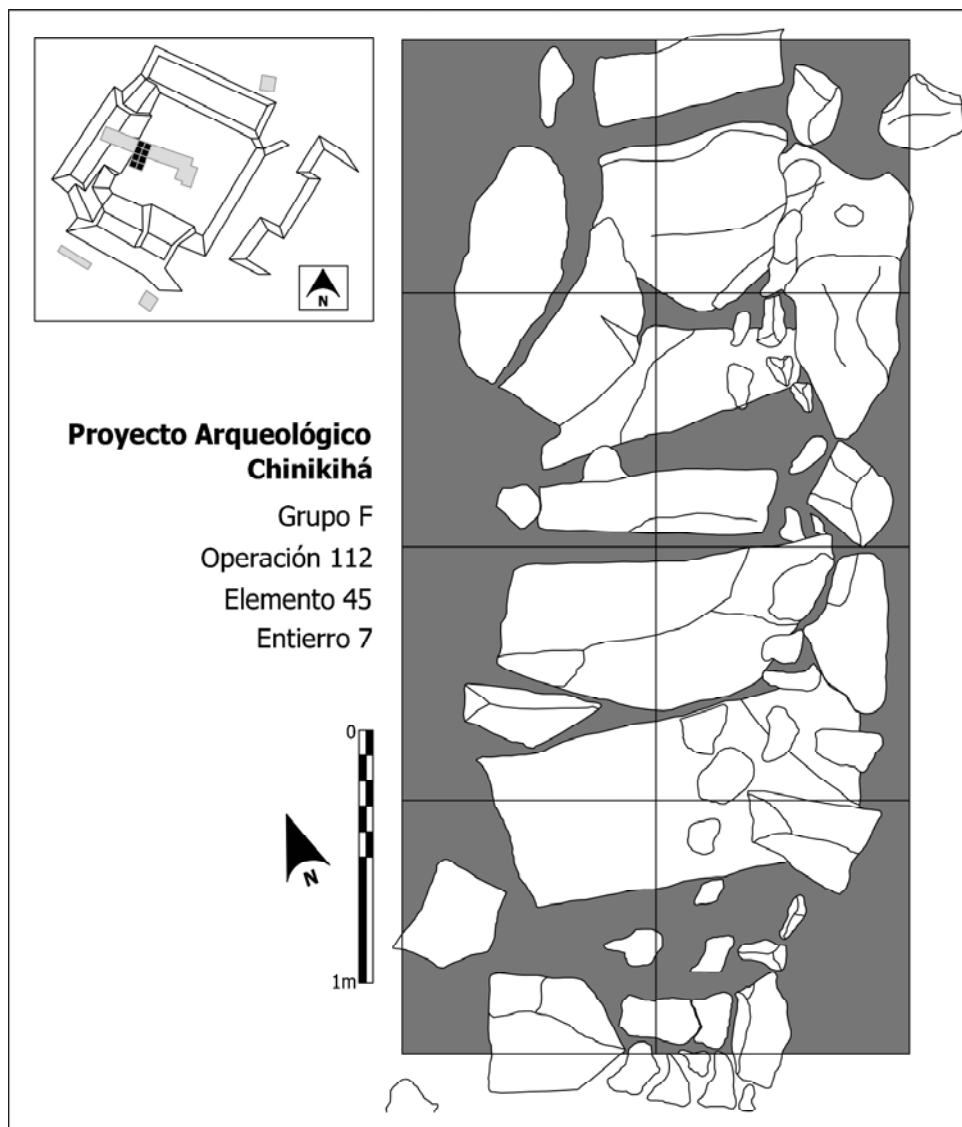 N
Proyecto Arqueológico
Chinikihá
Grupo F
Operación 112
Elemento 45
Entierro 7
0
N
1m